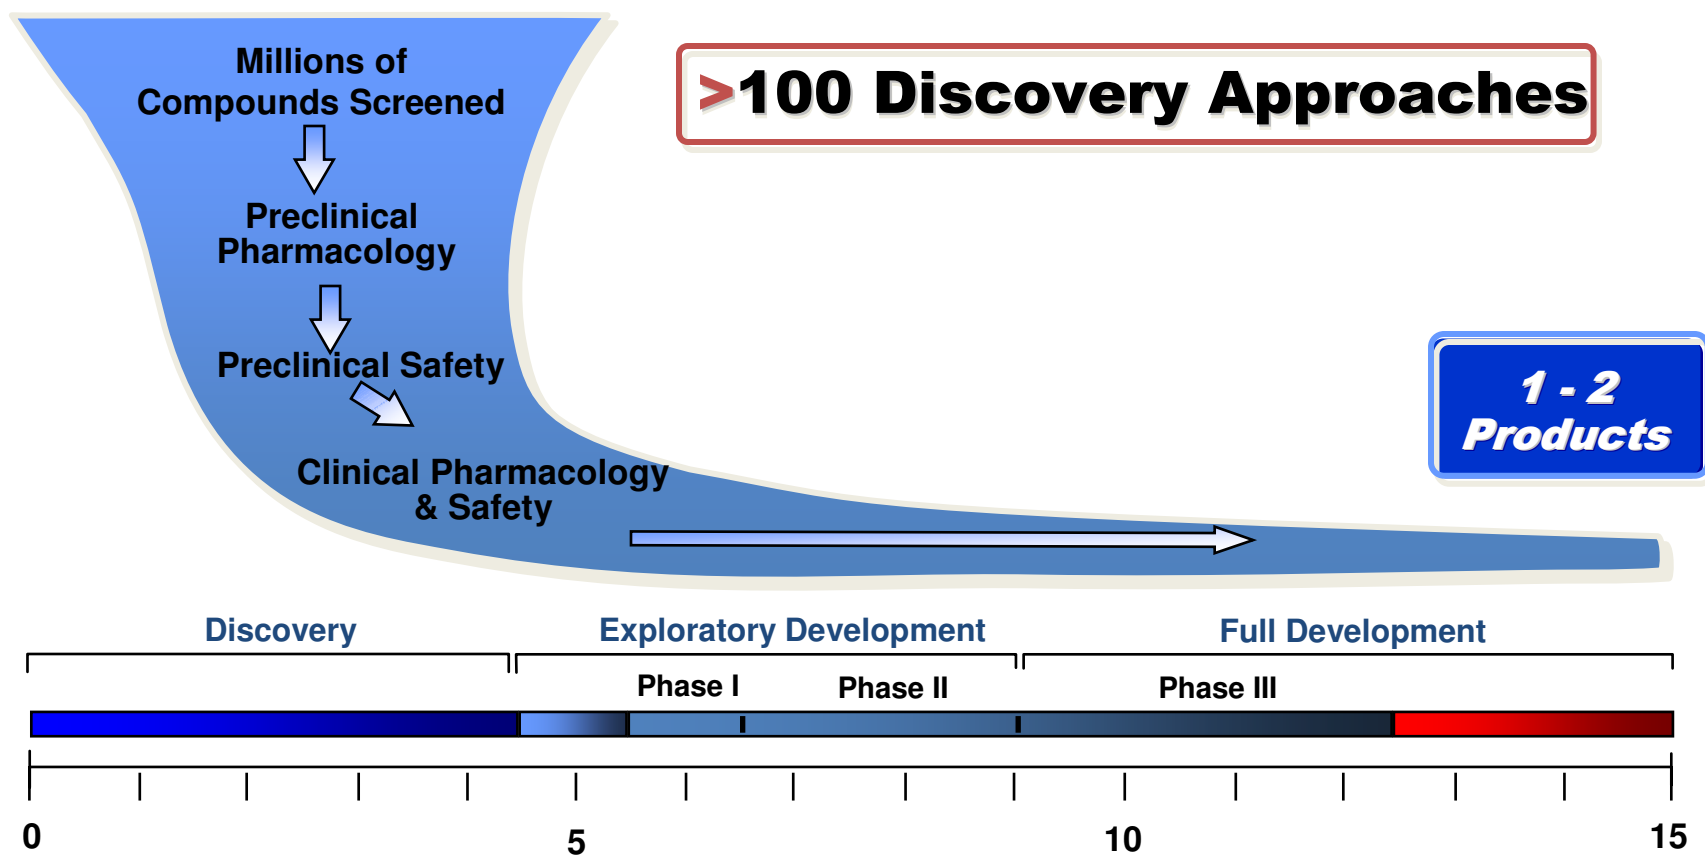 Millions of
Compounds Screened
>100 Discovery Approaches
Preclinical
Pharmacology
Preclinical Safety
1 - 2
Products
Clinical Pharmacology
& Safety
Discovery
Exploratory Development
Full Development
Phase I
Phase II
Phase III
0
5
10
15